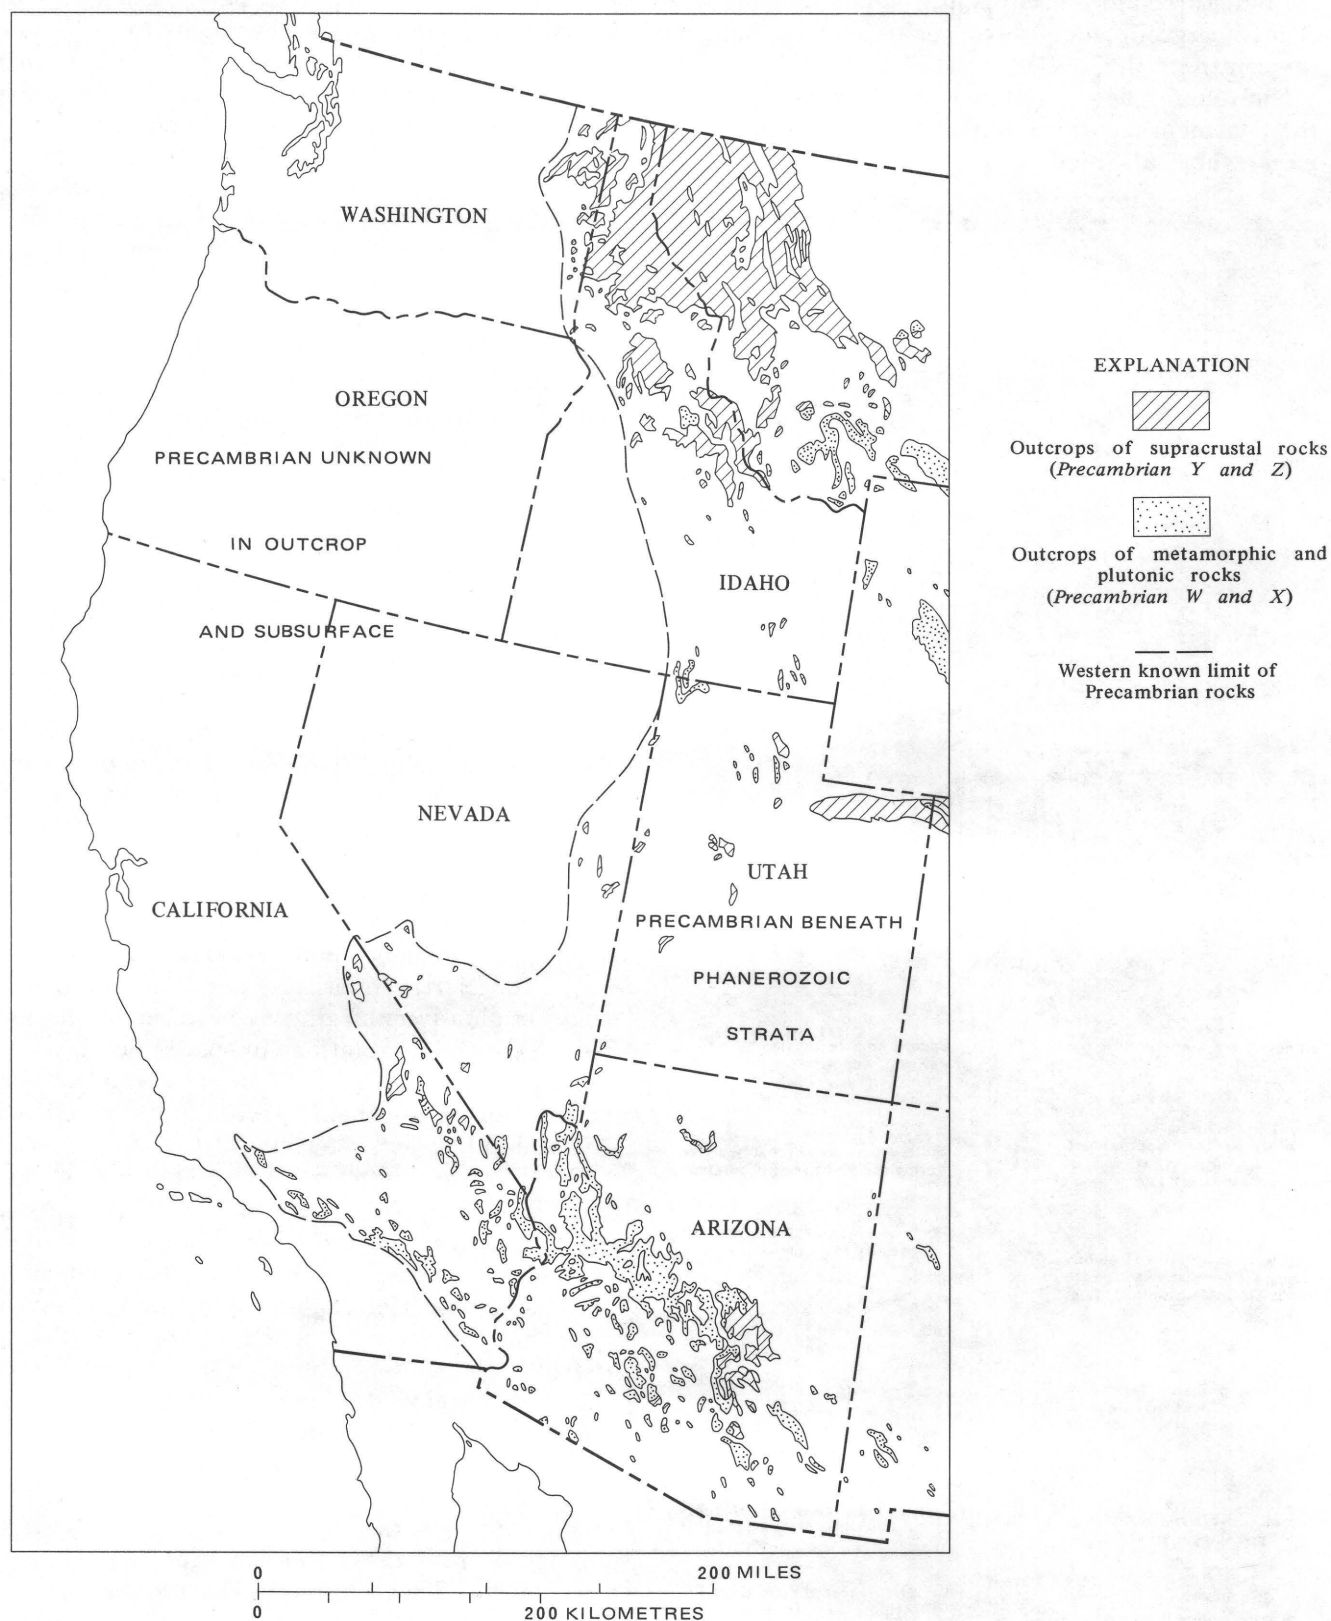 WASHINGTON
OREGON
PRECAMBRIAN UNKNOWN
IN OUTCROP
AND SUBSURFACE
IDAHO
NEVADA
CALIFORNIA
UTAH
PRECAMBRIAN BENEATH
PHANEROZOIC
STRATA
ARIZONA
EXPLANATION
Outcrops of supracrustal rocks
(Precambrian Y and Z)
Outcrops of metamorphic and
plutonic rocks
(Precambrian W and X)
Western known limit of
Precambrian rocks
0 200 MILES
0 200 KILOMETRES